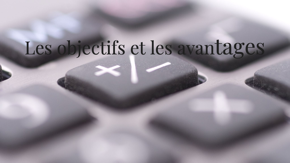 Les objectifs et les avantages
+/−
×